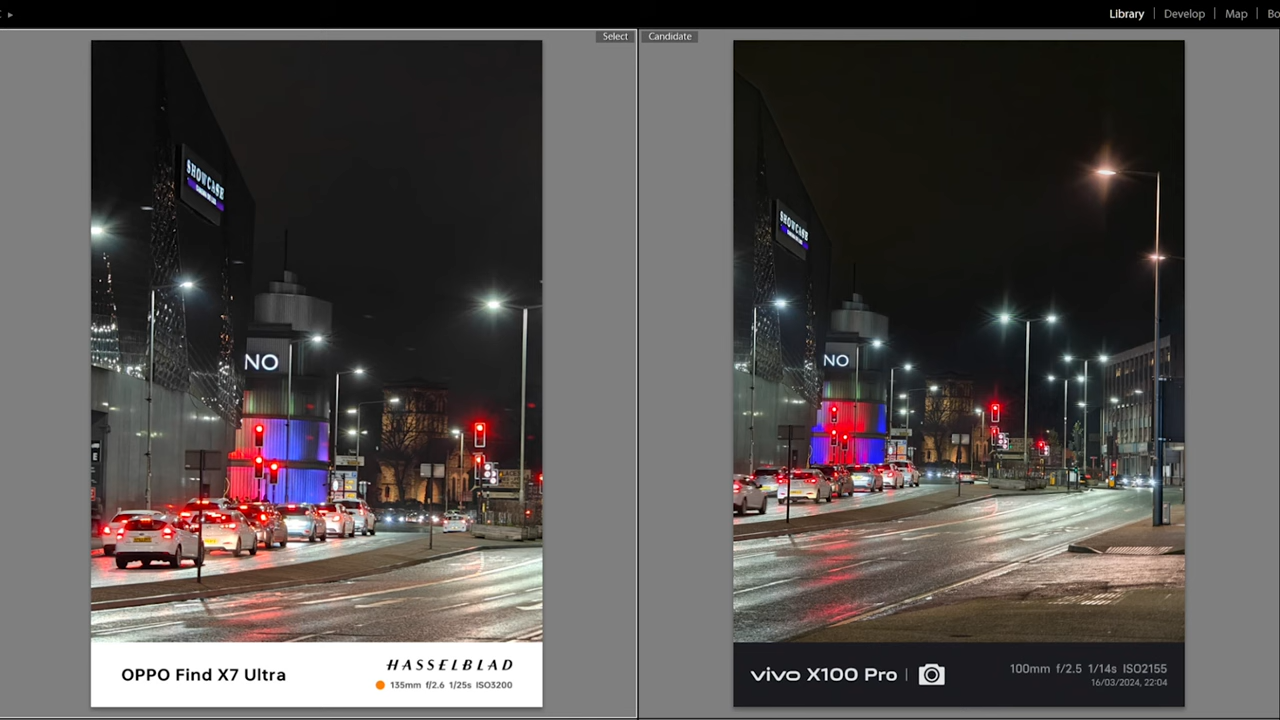 Library | Develop | Map | Bo
Select
Candidate
SHOWCASE
NO
SHOWCASE
NO
OPPO Find X7 Ultra
HASSELBLAD
135mm f/2.6 1/25s ISO3200
vivo X100 Pro
100mm f/2.5 1/14s ISO2155
16/03/2024, 22:04